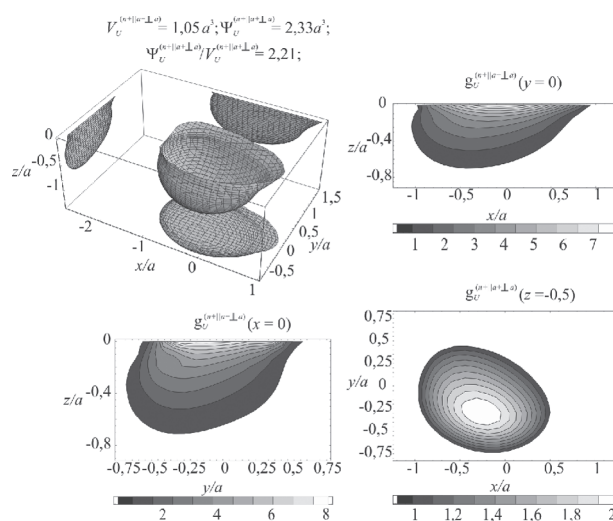 V_U^(n+||a-⊥a) = 1,05 a³; Ψ_U^(n-||a+⊥a) = 2,33a³;
Ψ_U^(n+||a+⊥a)/V_U^(n+||a+⊥a) = 2,21;
0
-0,5
z/a
-1
-2
-1
x/a
0
1
-0,5
0
0,5
y/a
1
1,5
g_U^(n+||a-⊥a) (y = 0)
0
-0,4
z/a
-0,8
-1 -0,5 0 0,5 1
x/a
1 2 3 4 5 6 7
g_U^(n+||a-⊥a) (x = 0)
0
-0,4
z/a
-0,8
-0,75 -0,5 -0,25 0 0,25 0,5 0,75
y/a
2 4 6 8
g_U^(n-||a+⊥a) (z =-0,5)
0,75
0,5
0,25
y/a 0
-0,25
-0,5
-0,75
-1 -0,5 0 0,5 1
x/a
1 1,2 1,4 1,6 1,8 2